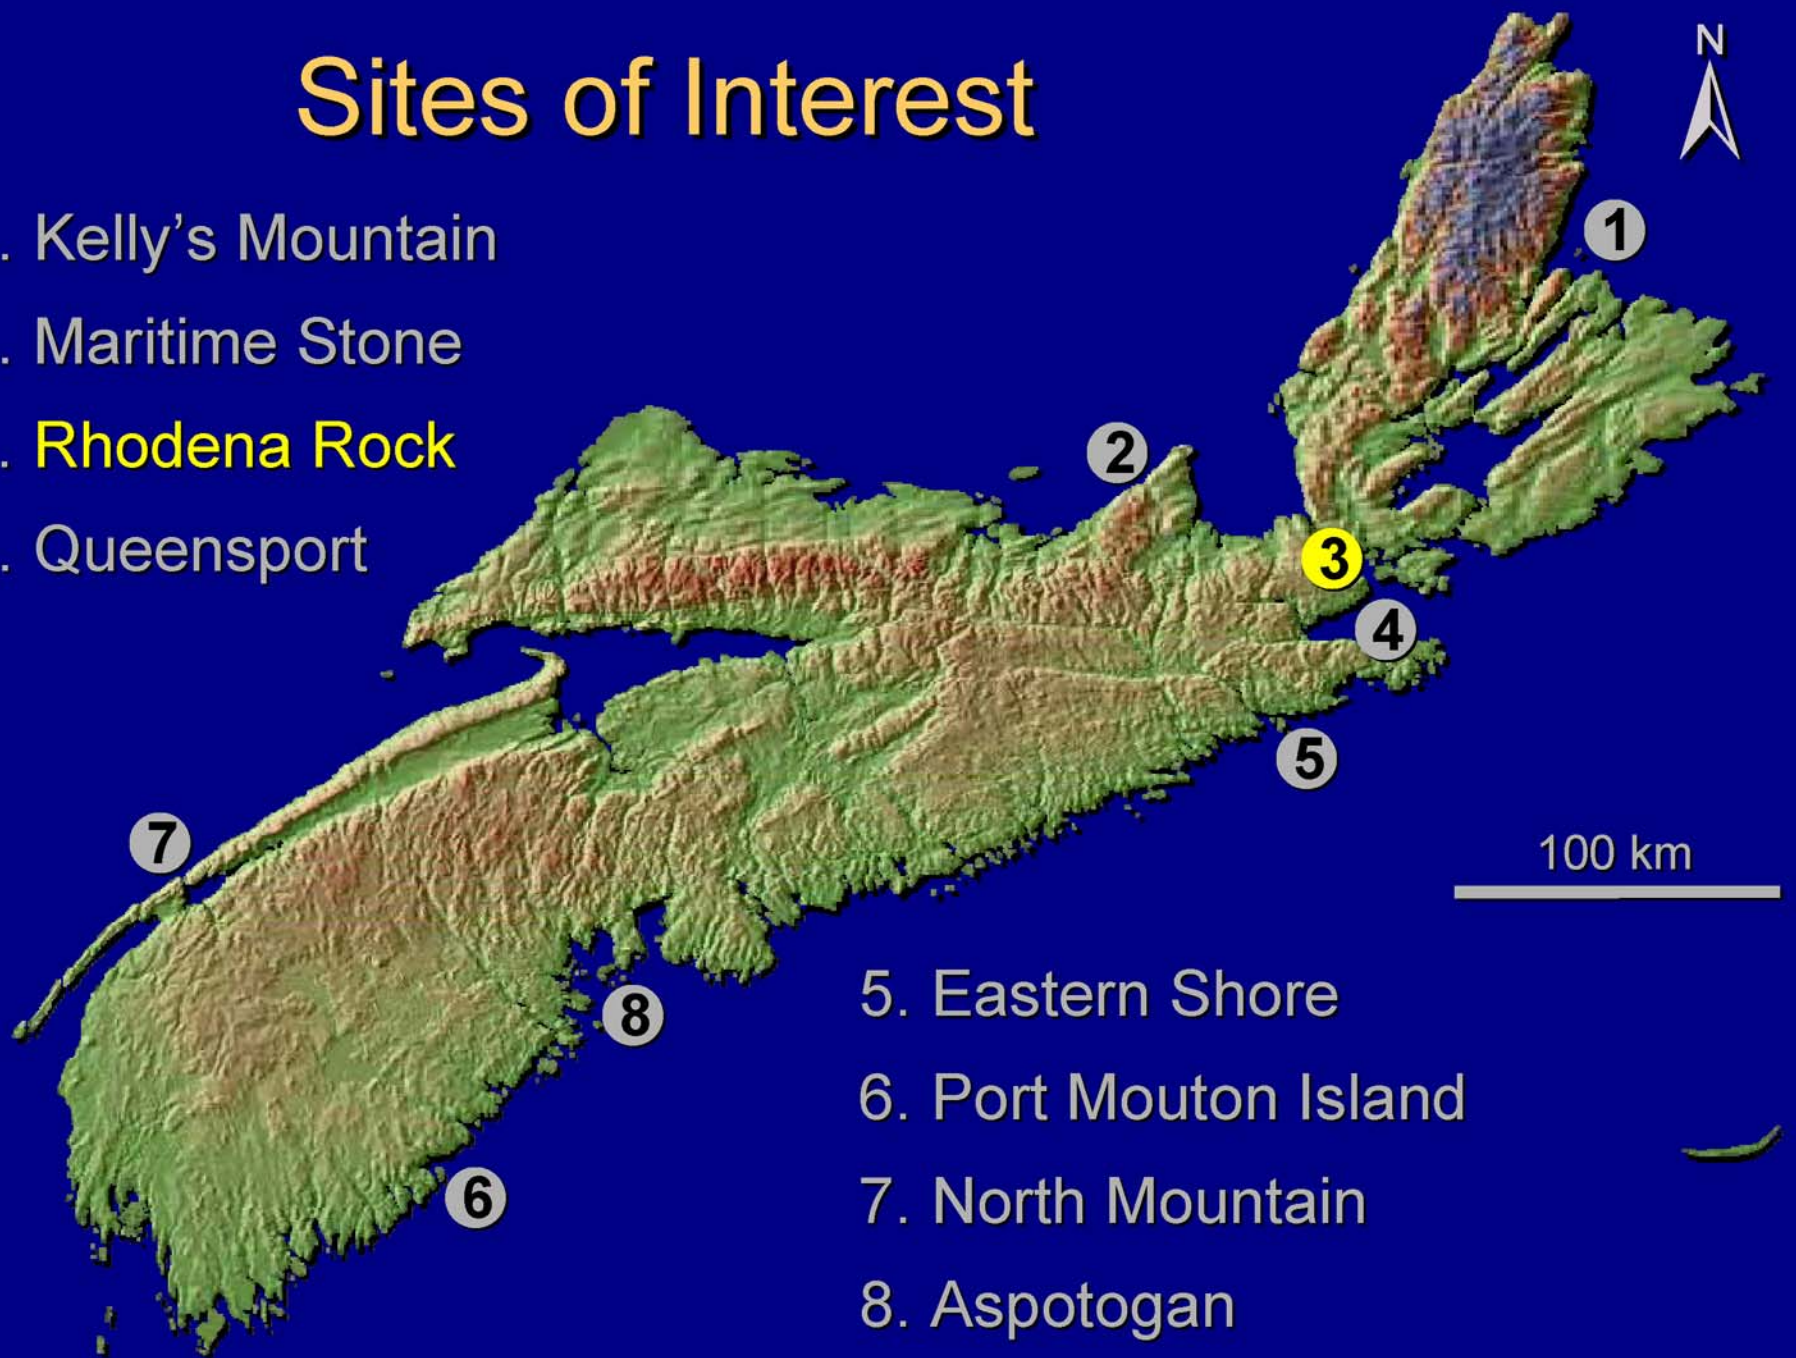 Sites of Interest
N
. Kelly's Mountain
. Maritime Stone
. Rhodena Rock
. Queensport
1
2
3
4
5
7
100 km
8
6
5. Eastern Shore
6. Port Mouton Island
7. North Mountain
8. Aspotogan